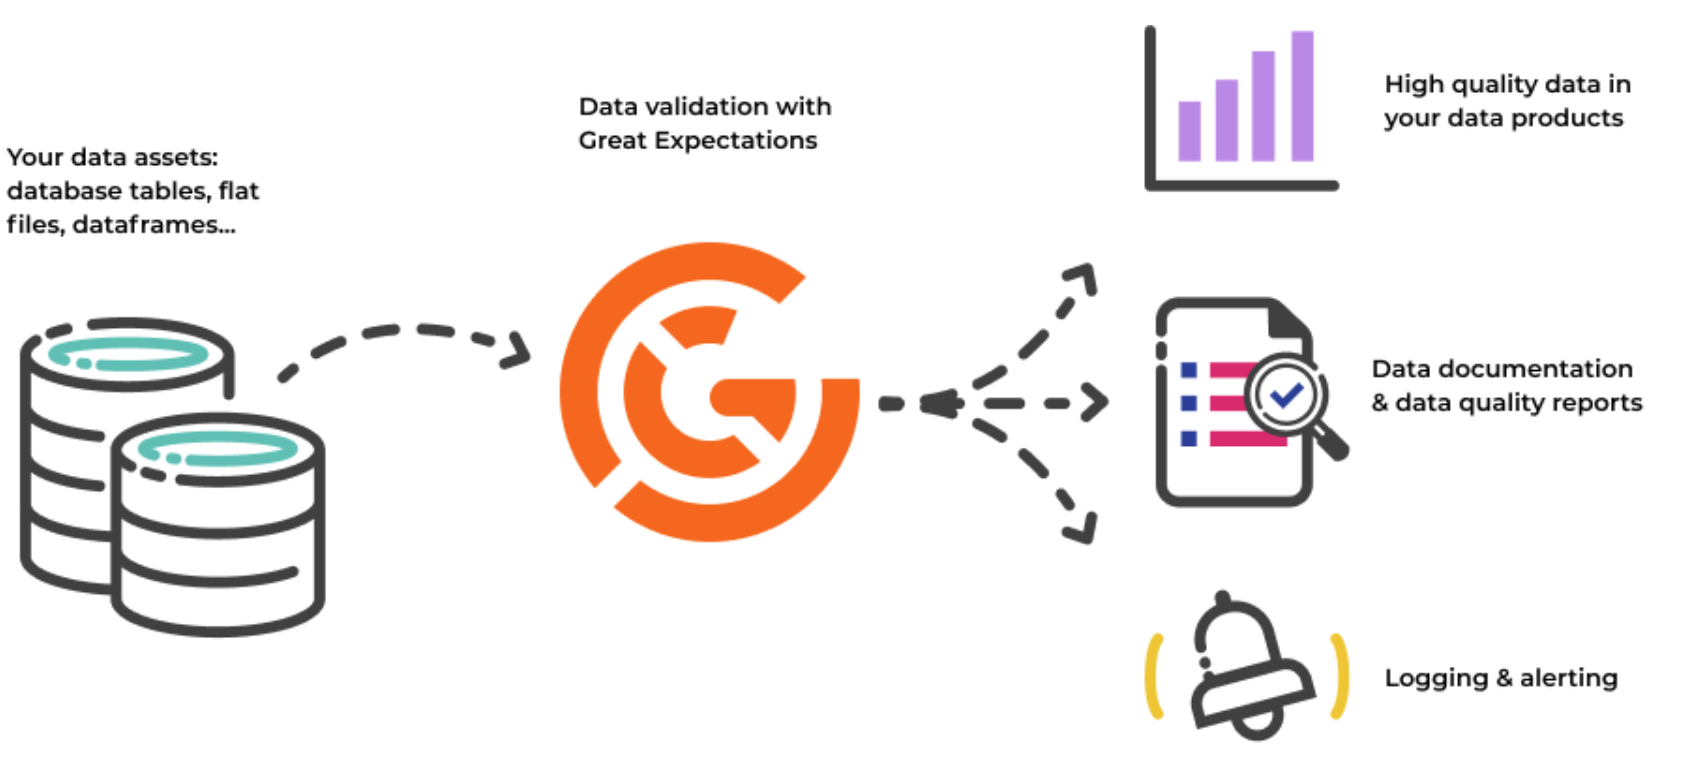 Your data assets:
database tables, flat
files, dataframes...
Data validation with
Great Expectations
High quality data in
your data products
Data documentation
& data quality reports
Logging & alerting